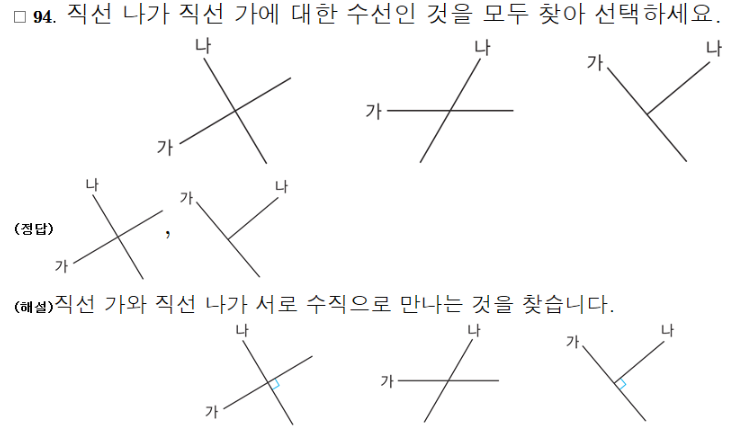 □ 94. 직선 나가 직선 가에 대한 수선인 것을 모두 찾아 선택하세요.
나 나 나
가 가 가
(정답) 나 가 , 가 나
(해설)직선 가와 직선 나가 서로 수직으로 만나는 것을 찾습니다.
나 나 나
가 가 가